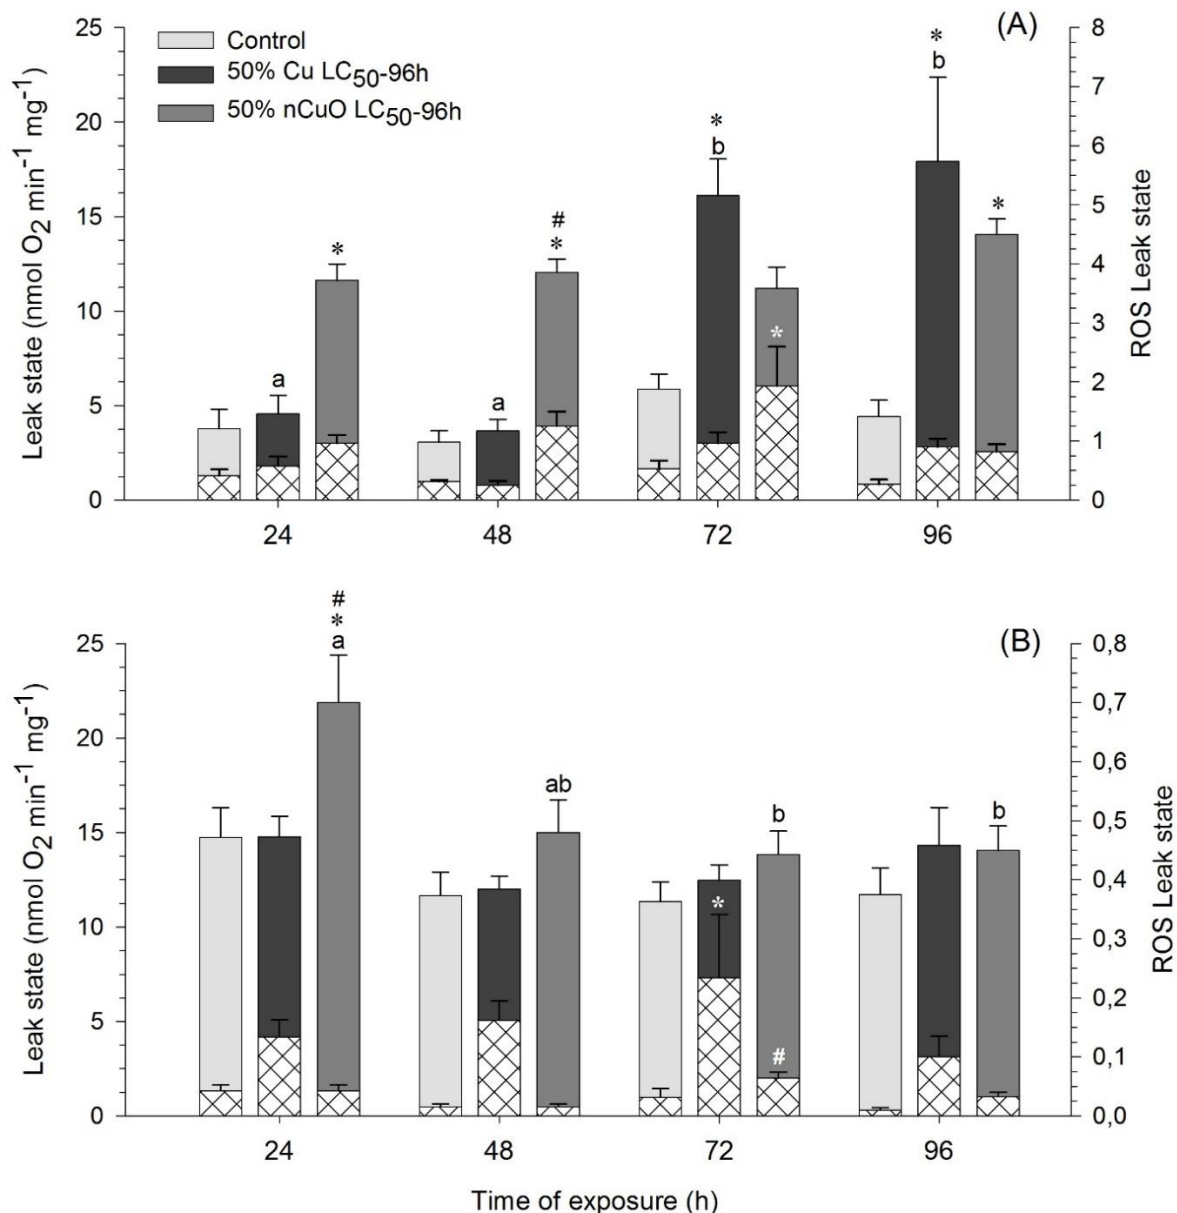 (A)
Control
50% Cu LC50-96h
50% nCuO LC50-96h
Leak state (nmol O2 min-1 mg-1)
25
20
15
10
5
0
ROS Leak state
8
7
6
5
4
3
2
1
0
a
*
a
#
*
*
b
*
*
b
*
24
48
72
96
(B)
Leak state (nmol O2 min-1 mg-1)
25
20
15
10
5
0
ROS Leak state
0,8
0,7
0,6
0,5
0,4
0,3
0,2
0,1
0,0
#
*
a
ab
*
b
#
b
24
48
72
96
Time of exposure (h)